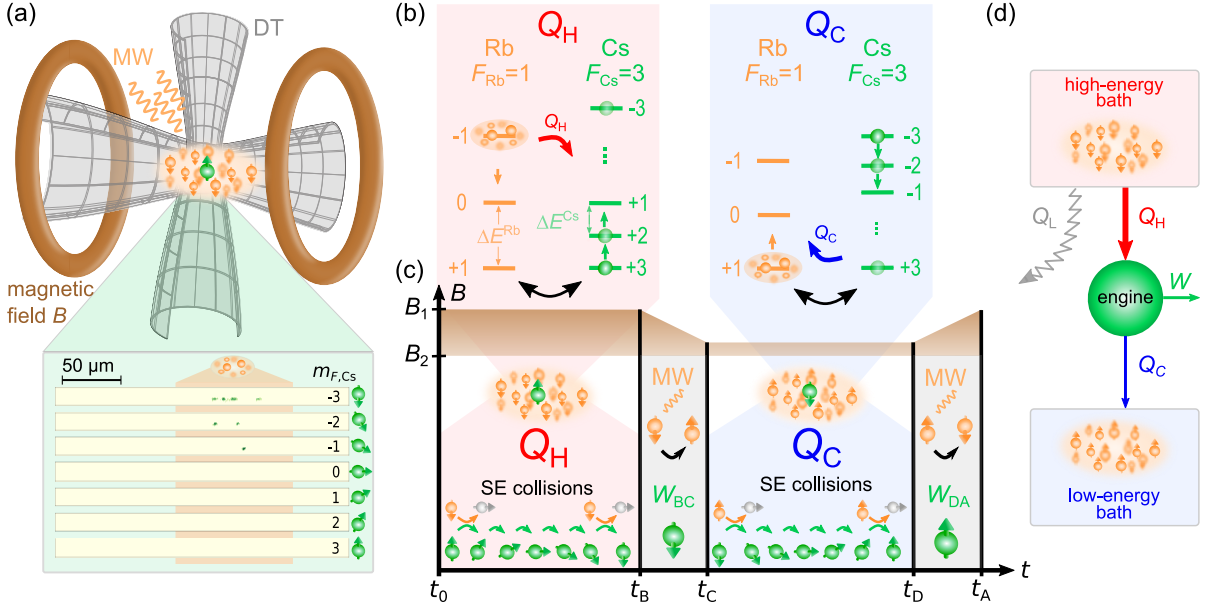 (a)
DT
MW
magnetic
field B
50 µm
m_F,Cs
-3
-2
-1
0
1
2
3
(b)
Q_H
Rb
F_Rb=1
Cs
F_Cs=3
-3
-1
Q_H
0
+1
ΔE^Rb
ΔE^Cs
+2
+1
+3
Q_C
Rb
F_Rb=1
Cs
F_Cs=3
-3
-1
-2
-1
0
Q_C
+1
+3
(c)
B
B₁
B₂
Q_H
SE collisions
MW
W_BC
Q_C
SE collisions
MW
W_DA
t₀
t_B
t_C
t_D
t_A
t
(d)
high-energy
bath
Q_L
Q_H
engine
W
Q_C
low-energy
bath